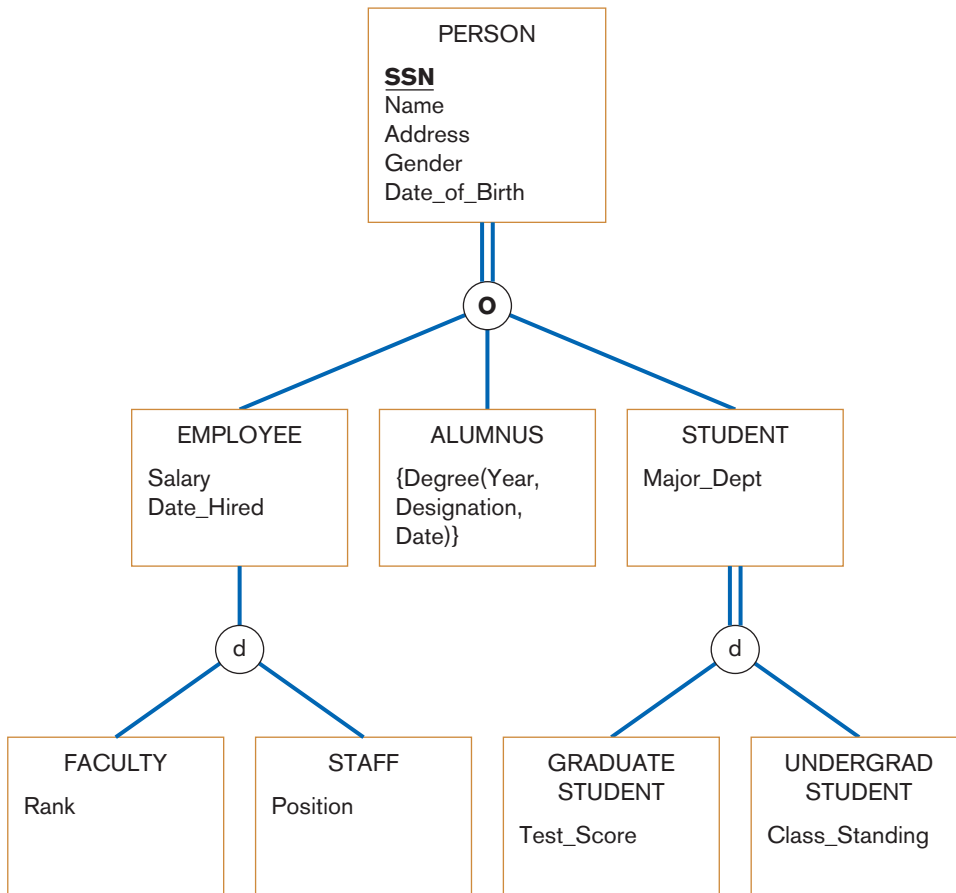 PERSON
SSN
Name
Address
Gender
Date_of_Birth
O
EMPLOYEE
Salary
Date_Hired
ALUMNUS
{Degree(Year,
Designation,
Date)}
STUDENT
Major_Dept
d
d
FACULTY
Rank
STAFF
Position
GRADUATE
STUDENT
Test_Score
UNDERGRAD
STUDENT
Class_Standing